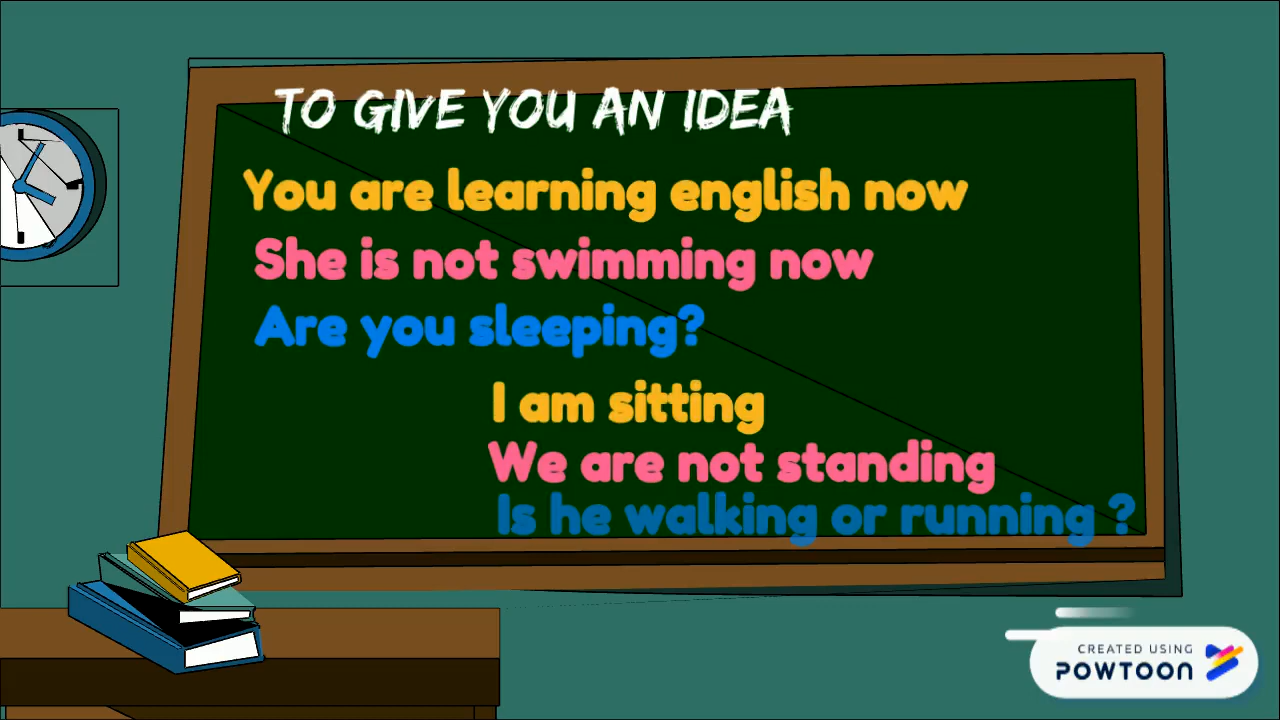 TO GIVE YOU AN IDEA
You are learning english now
She is not swimming now
Are you sleeping?
I am sitting
We are not standing
Is he walking or running ?
CREATED USING
POWTOON